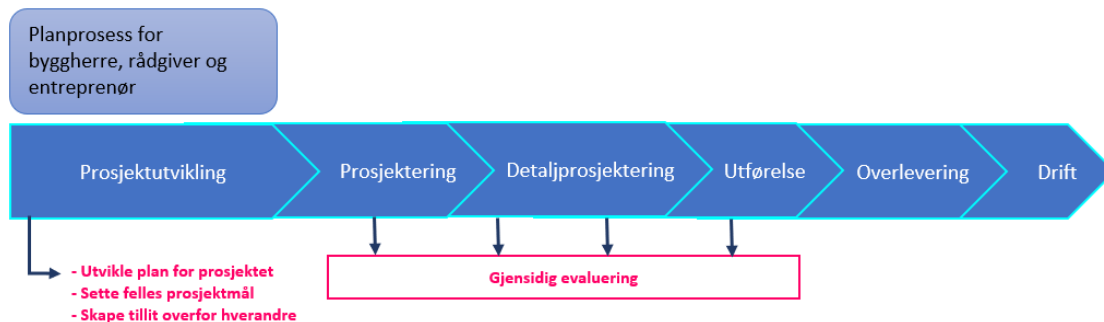 Planprosess for
byggherre, rådgiver og
entreprenør
Prosjektutvikling
Prosjektering
Detaljprosjektering
Utførelse
Overlevering
Drift
- Utvikle plan for prosjektet
- Sette felles prosjektmål
- Skape tillit overfor hverandre
Gjensidig evaluering